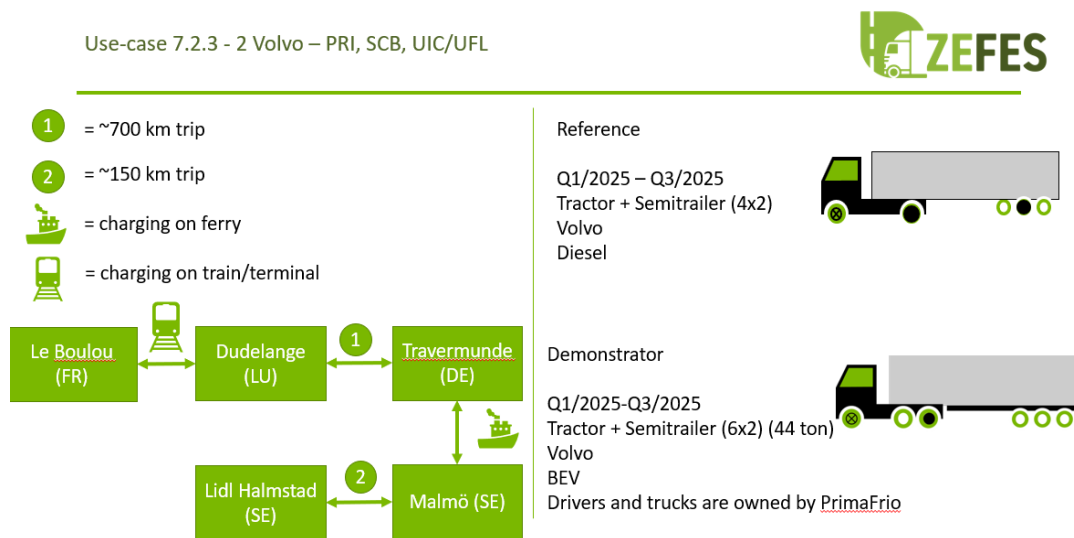 Use-case 7.2.3 - 2 Volvo – PRI, SCB, UIC/UFL
ZEFES
1
= ~700 km trip
2
= ~150 km trip
= charging on ferry
= charging on train/terminal
Le Boulou
(FR)
Dudelange
(LU)
1
Travermunde
(DE)
Lidl Halmstad
(SE)
2
Malmö (SE)
Reference
Q1/2025 – Q3/2025
Tractor + Semitrailer (4x2)
Volvo
Diesel
Demonstrator
Q1/2025-Q3/2025
Tractor + Semitrailer (6x2) (44 ton)
Volvo
BEV
Drivers and trucks are owned by PrimaFrio